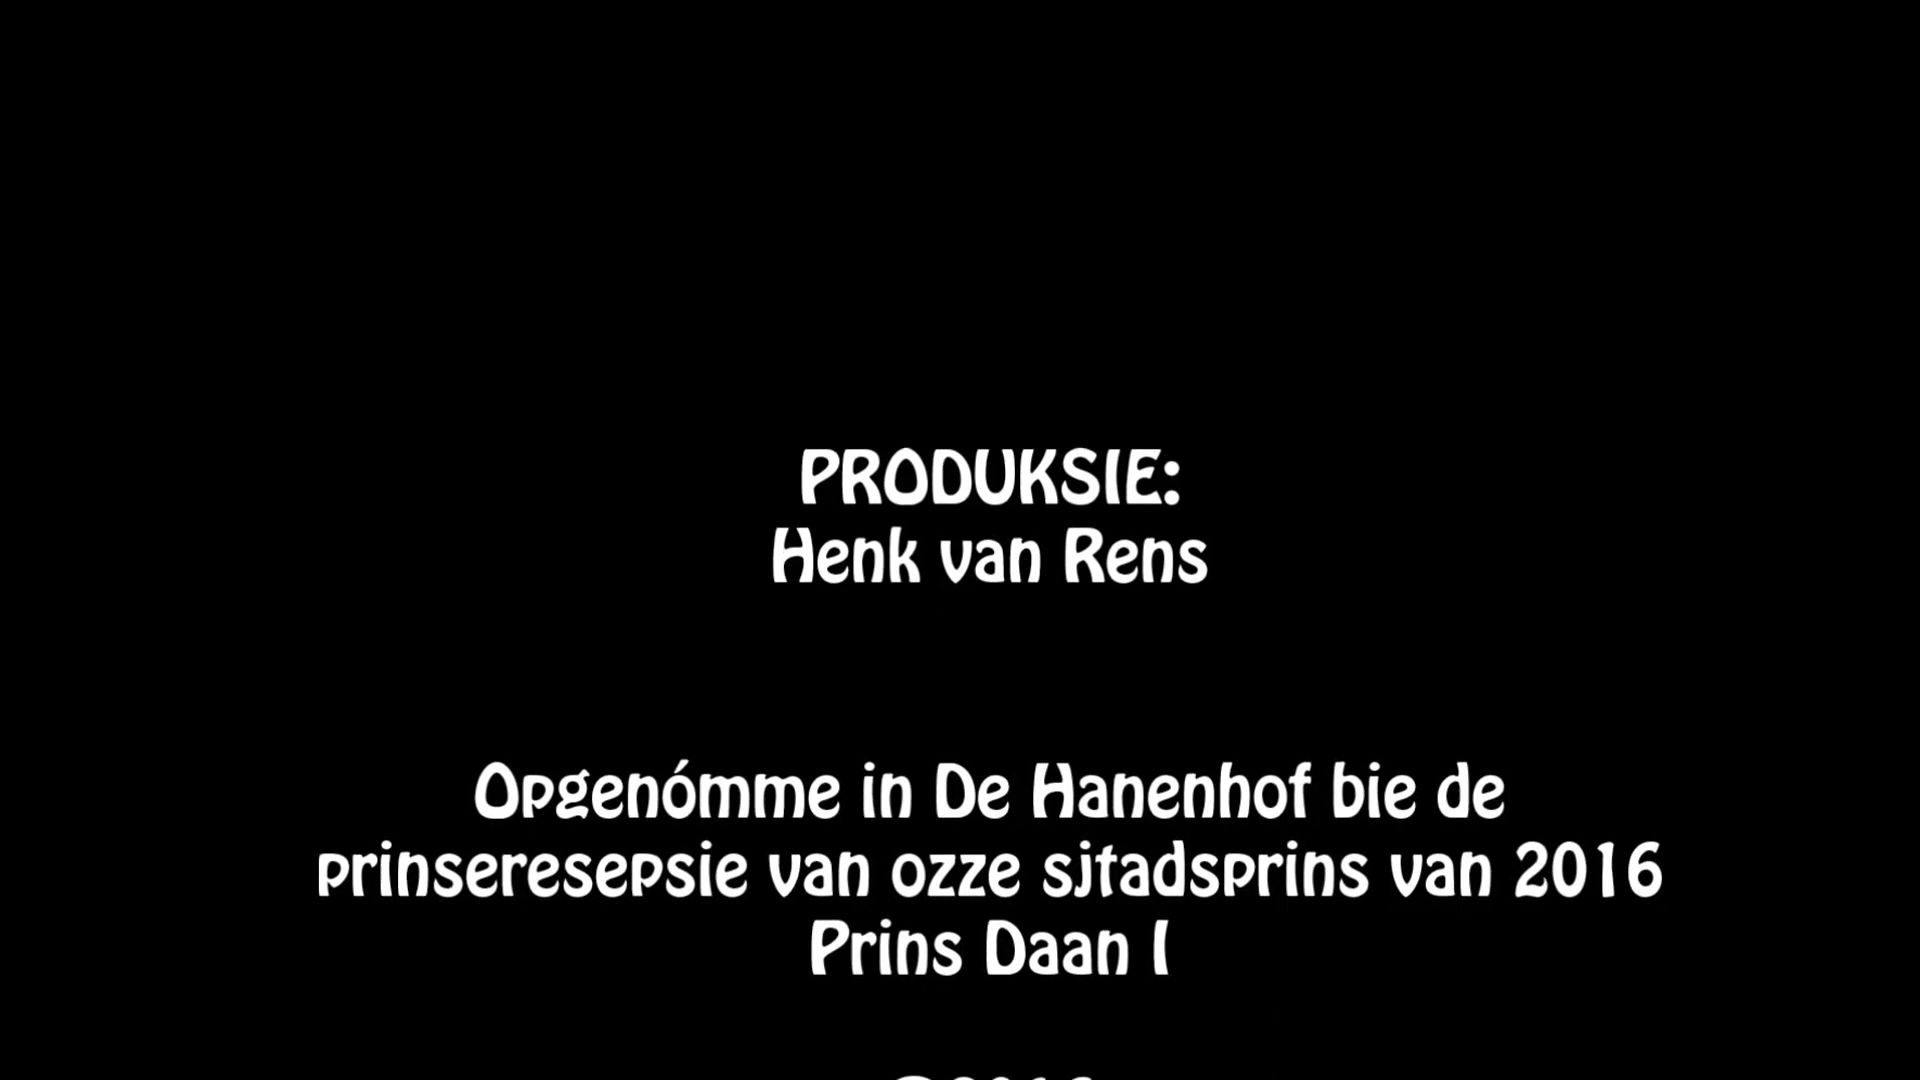 PRODUKSIE:
Henk van Rens
Opgenómme in De Hanenhof bie de
prinseresepsie van ozze sjtadsprins van 2016
Prins Daan I